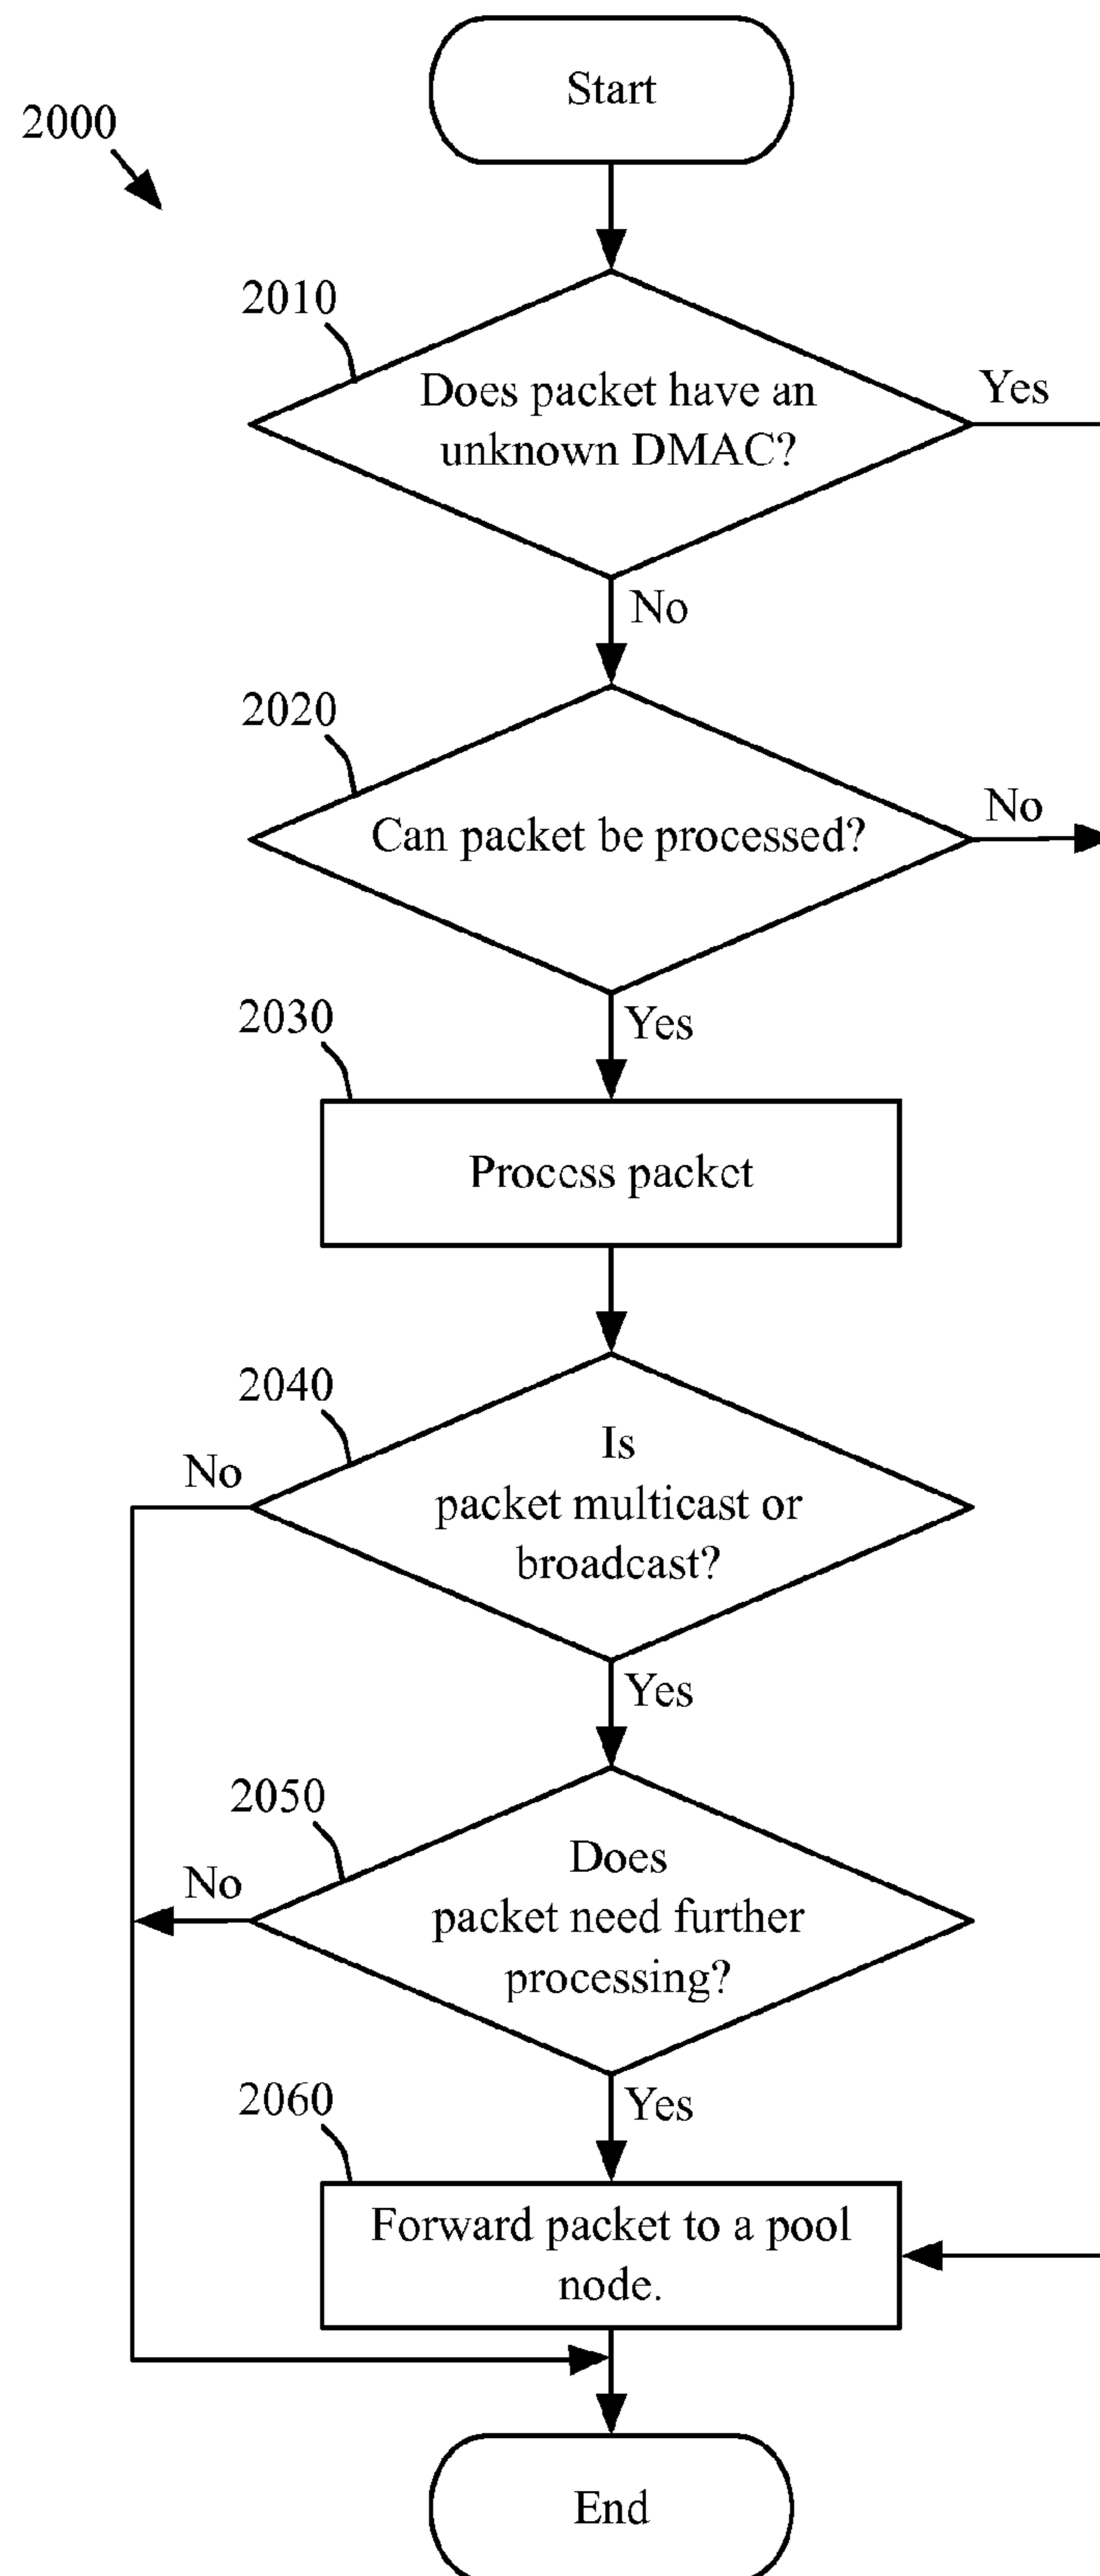 Start
2000
2010
Does packet have an
unknown DMAC?
Yes
No
2020
Can packet be processed?
No
Yes
2030
Process packet
2040
Is
packet multicast or
broadcast?
No
Yes
2050
Does
packet need further
processing?
No
Yes
2060
Forward packet to a pool
node.
End